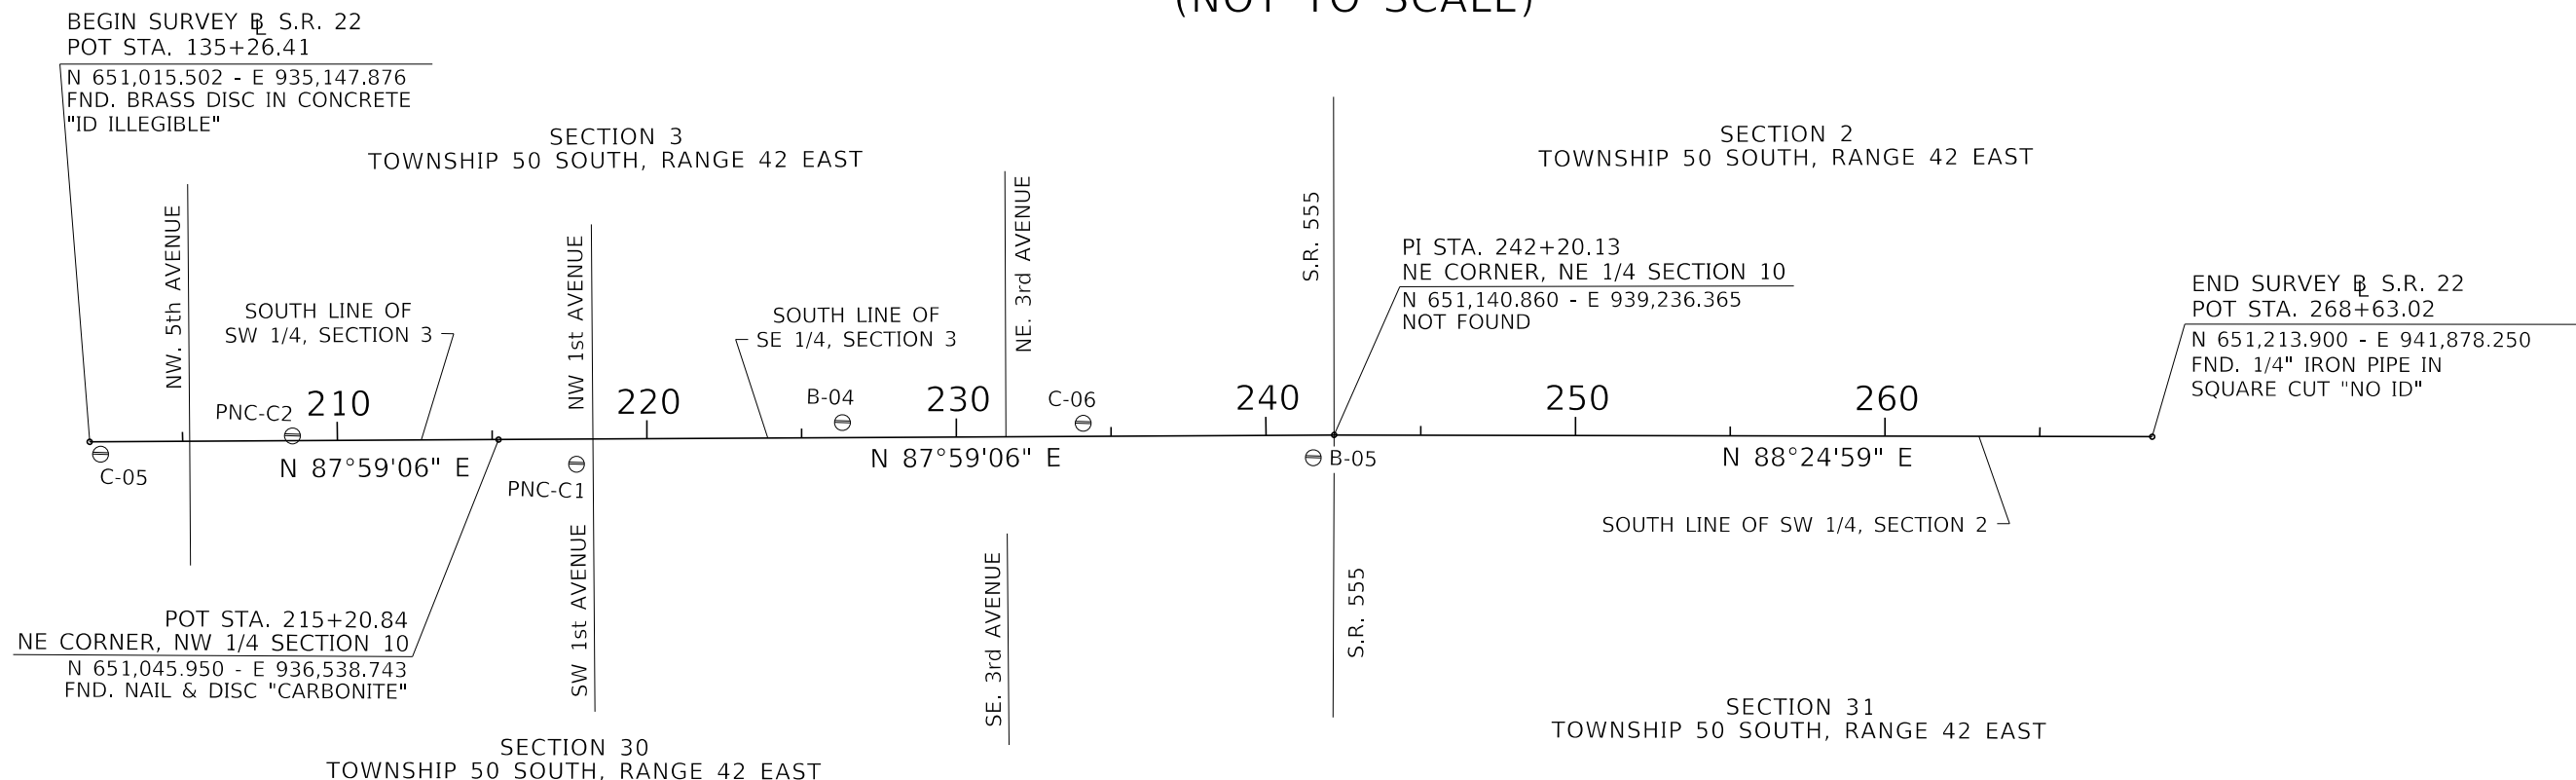 (NOT TO SCALE)
BEGIN SURVEY BL S.R. 22
POT STA. 135+26.41
N 651,015.502 - E 935,147.876
FND. BRASS DISC IN CONCRETE
"ID ILLEGIBLE"
SECTION 3
TOWNSHIP 50 SOUTH, RANGE 42 EAST
SECTION 2
TOWNSHIP 50 SOUTH, RANGE 42 EAST
NW. 5th AVENUE
NW 1st AVENUE
NE. 3rd AVENUE
S.R. 555
PI STA. 242+20.13
NE CORNER, NE 1/4 SECTION 10
N 651,140.860 - E 939,236.365
NOT FOUND
END SURVEY BL S.R. 22
POT STA. 268+63.02
N 651,213.900 - E 941,878.250
FND. 1/4" IRON PIPE IN
SQUARE CUT "NO ID"
SOUTH LINE OF
SW 1/4, SECTION 3
SOUTH LINE OF
SE 1/4, SECTION 3
PNC-C2
210
220
B-04
230
C-06
240
250
260
C-05
N 87°59'06" E
PNC-C1
N 87°59'06" E
B-05
N 88°24'59" E
SOUTH LINE OF SW 1/4, SECTION 2
SW 1st AVENUE
SE. 3rd AVENUE
S.R. 555
POT STA. 215+20.84
NE CORNER, NW 1/4 SECTION 10
N 651,045.950 - E 936,538.743
FND. NAIL & DISC "CARBONITE"
SECTION 30
TOWNSHIP 50 SOUTH, RANGE 42 EAST
SECTION 31
TOWNSHIP 50 SOUTH, RANGE 42 EAST